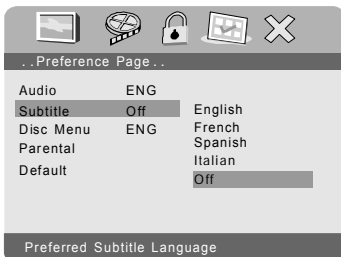 ..Preference Page..
Audio ENG
Subtitle Off English
Disc Menu ENG French
Spanish
Parental Italian
Default Off
Preferred Subtitle Language